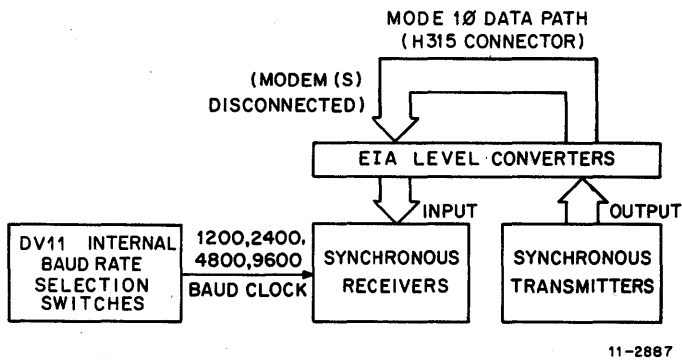 MODE 1Ø DATA PATH
(H315 CONNECTOR)
(MODEM (S)
DISCONNECTED)
EIA LEVEL CONVERTERS
INPUT
OUTPUT
DV11 INTERNAL
BAUD RATE
SELECTION
SWITCHES
1200,2400,
4800,9600
BAUD CLOCK
SYNCHRONOUS
RECEIVERS
SYNCHRONOUS
TRANSMITTERS
11-2887